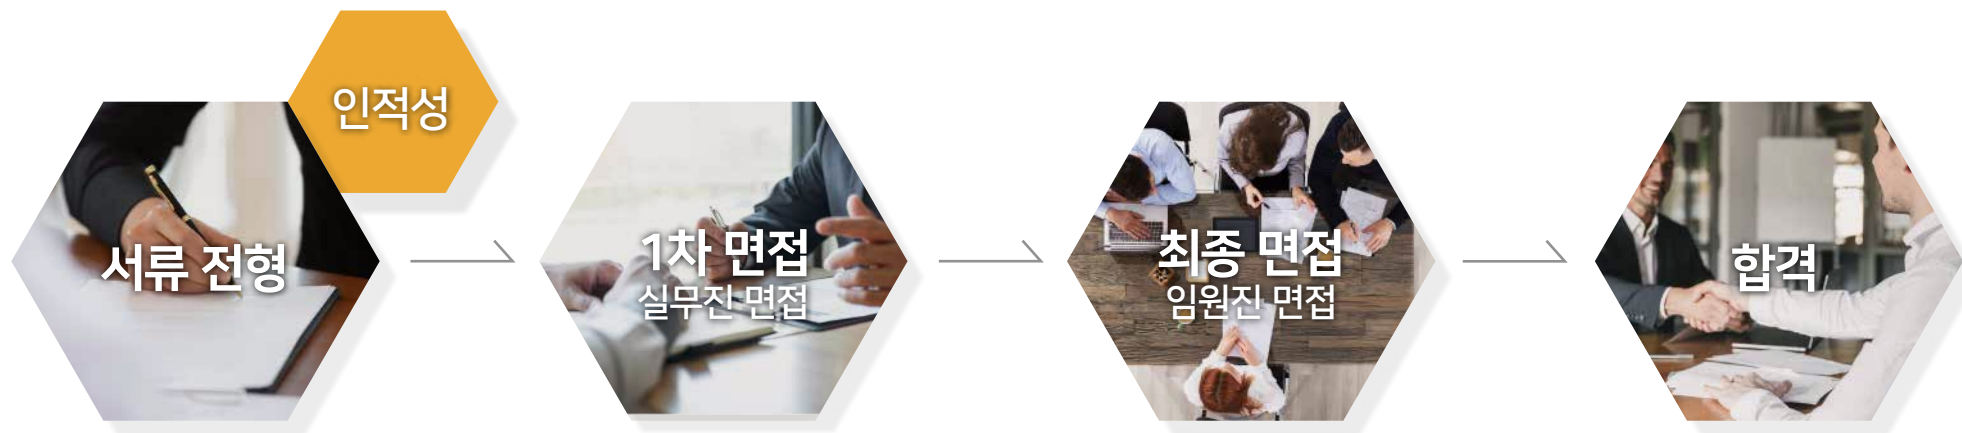 인적성
서류 전형
1차 면접
실무진 면접
최종 면접
임원진 면접
합격